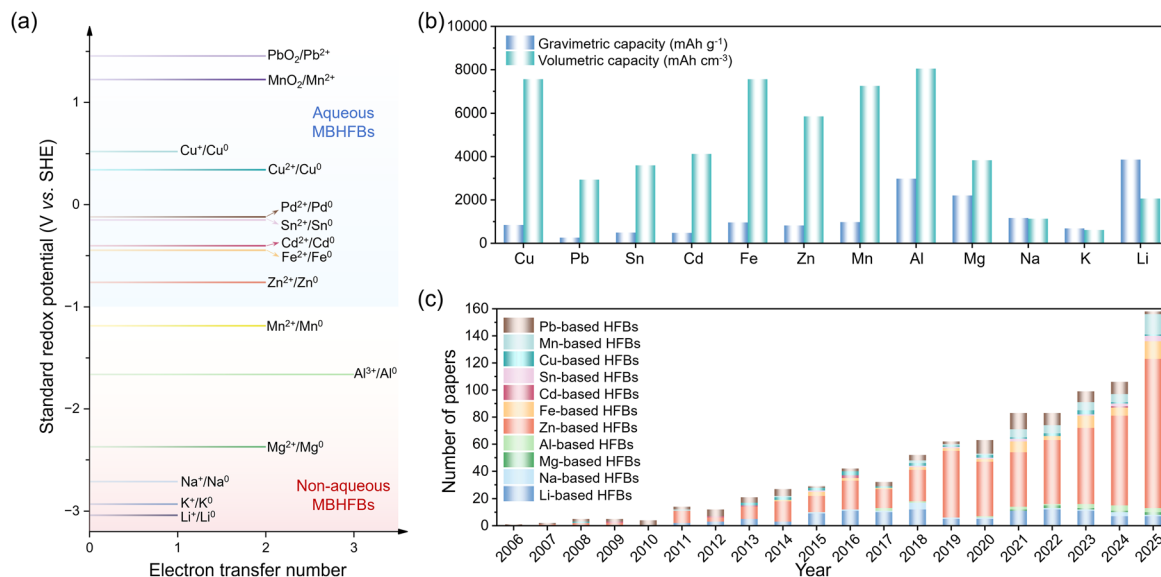 (a)
Standard redox potential (V vs. SHE)
1
0
−1
−2
−3
PbO₂/Pb²⁺
MnO₂/Mn²⁺
Aqueous
MBHFBs
Cu⁺/Cu⁰
Cu²⁺/Cu⁰
Pd²⁺/Pd⁰
Sn²⁺/Sn⁰
Cd²⁺/Cd⁰
Fe²⁺/Fe⁰
Zn²⁺/Zn⁰
Mn²⁺/Mn⁰
Al³⁺/Al⁰
Mg²⁺/Mg⁰
Na⁺/Na⁰
Non-aqueous
MBHFBs
K⁺/K⁰
Li⁺/Li⁰
0 1 2 3
Electron transfer number
(b)
10000
8000
6000
4000
2000
0
Gravimetric capacity (mAh g⁻¹)
Volumetric capacity (mAh cm⁻³)
Cu Pb Sn Cd Fe Zn Mn Al Mg Na K Li
(c)
Number of papers
160
140
120
100
80
60
40
20
0
Pb-based HFBs
Mn-based HFBs
Cu-based HFBs
Sn-based HFBs
Cd-based HFBs
Fe-based HFBs
Zn-based HFBs
Al-based HFBs
Mg-based HFBs
Na-based HFBs
Li-based HFBs
2006 2007 2008 2009 2010 2011 2012 2013 2014 2015 2016 2017 2018 2019 2020 2021 2022 2023 2024 2025
Year